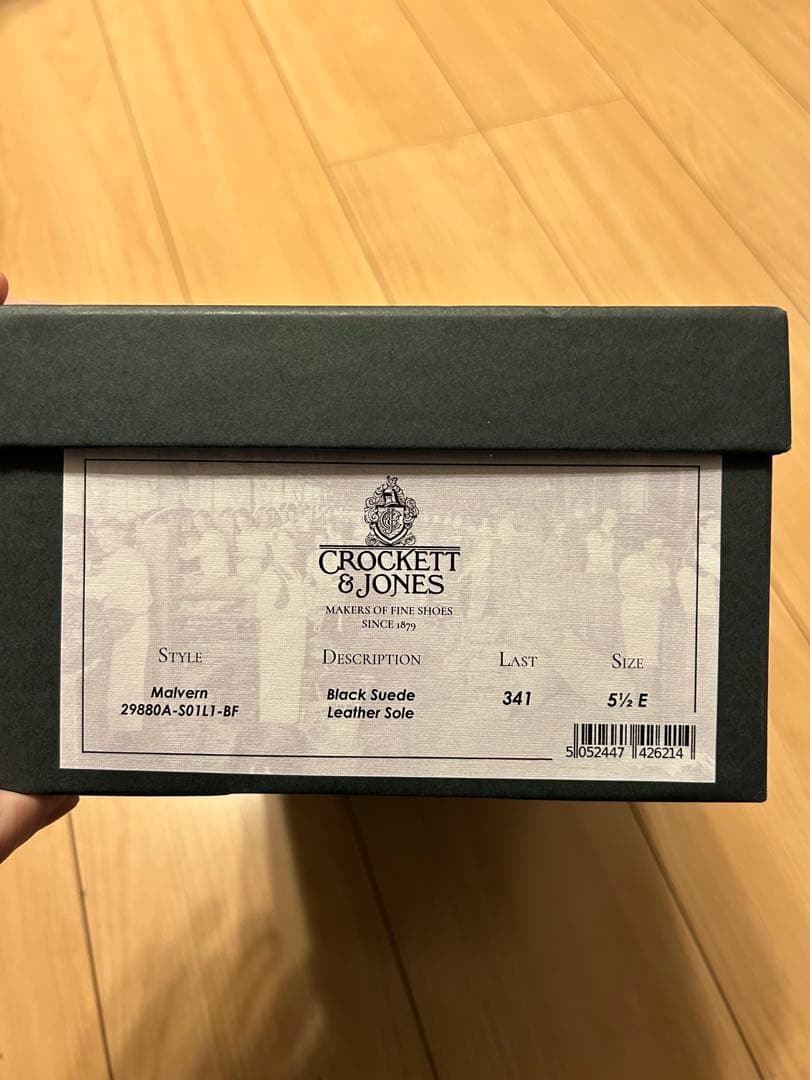 CROCKETT
& JONES
MAKERS OF FINE SHOES
SINCE 1879
STYLE DESCRIPTION LAST SIZE
Malvern Black Suede 341 5½ E
29880A-S01L1-BF Leather Sole
5 052447 426214